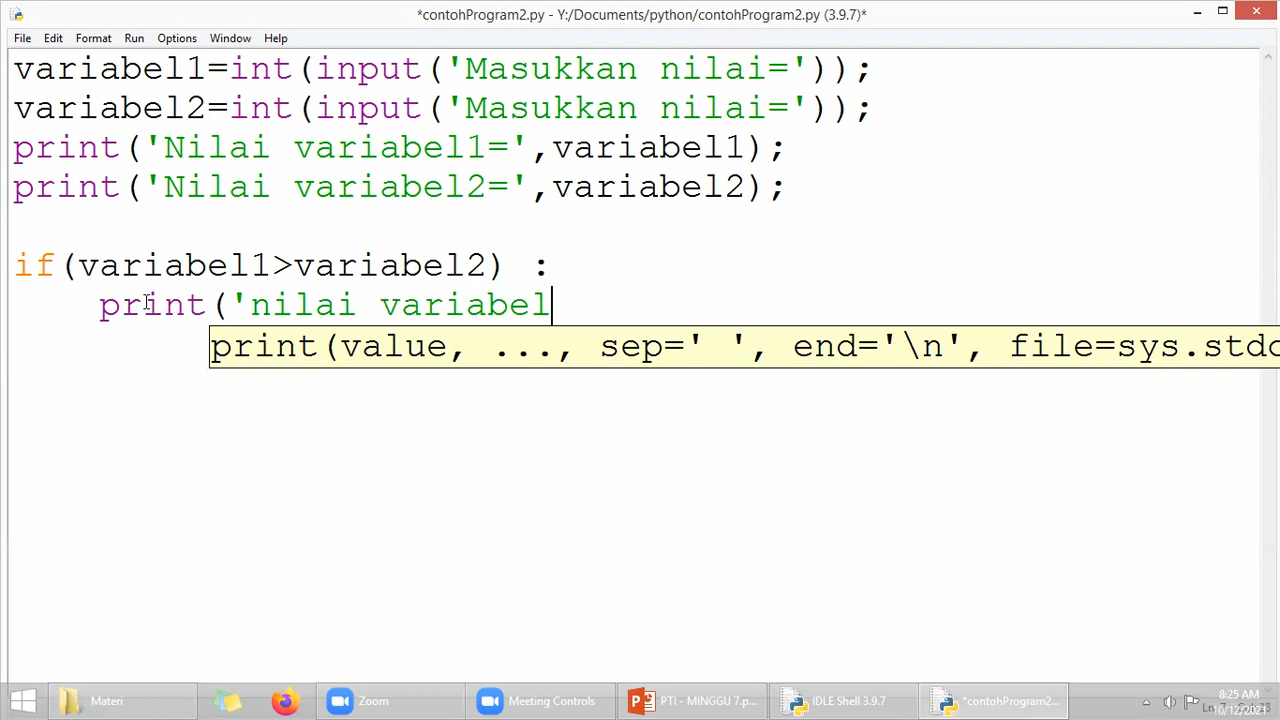 *contohProgram2.py - Y:/Documents/python/contohProgram2.py (3.9.7)*
File Edit Format Run Options Window Help
variabel1=int(input('Masukkan nilai='));
variabel2=int(input('Masukkan nilai='));
print('Nilai variabel1=',variabel1);
print('Nilai variabel2=',variabel2);
if(variabel1>variabel2) :
print('nilai variabel
print(value, ..., sep=' ', end='\n', file=sys.stdo
Materi Zoom Meeting Controls PTI - MINGGU 7.p... IDLE Shell 3.9.7 *contohProgram2... 8:25 AM
10/12/2021